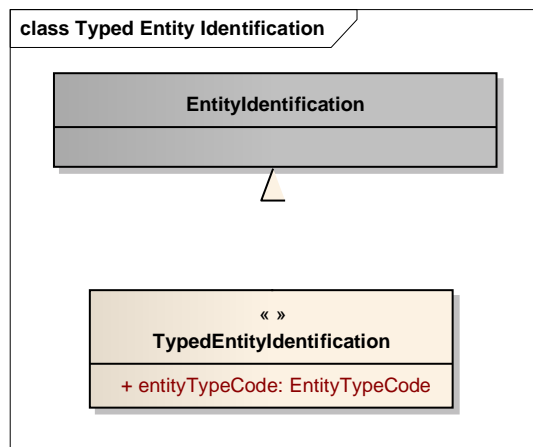 class Typed Entity Identification
EntityIdentification
« »
TypedEntityIdentification
+ entityTypeCode: EntityTypeCode